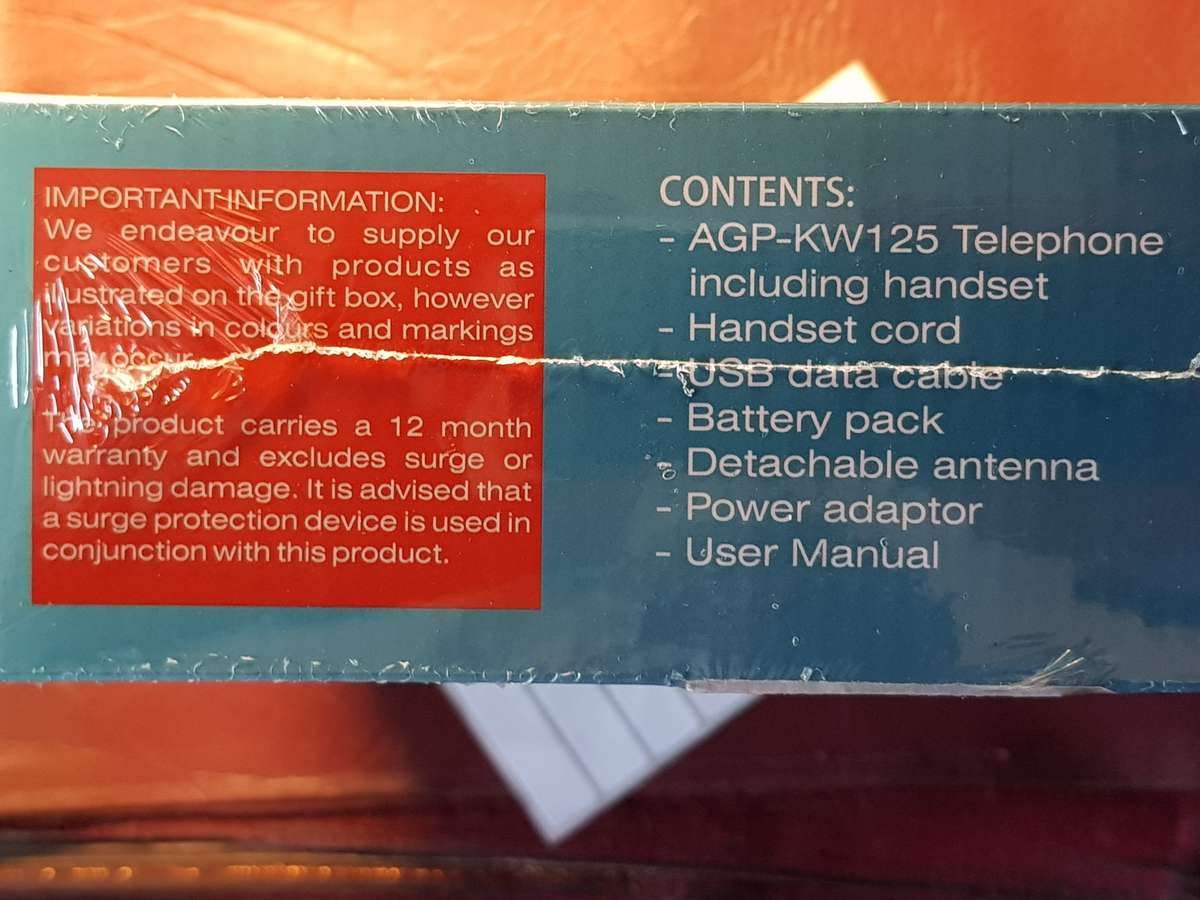 IMPORTANT INFORMATION:
We endeavour to supply our
customers with products as
illustrated on the gift box, however
variations in colours and markings
may occur.
The product carries a 12 month
warranty and excludes surge or
lightning damage. It is advised that
a surge protection device is used in
conjunction with this product.
CONTENTS:
- AGP-KW125 Telephone
including handset
- Handset cord
- USB data cable
- Battery pack
- Detachable antenna
- Power adaptor
- User Manual